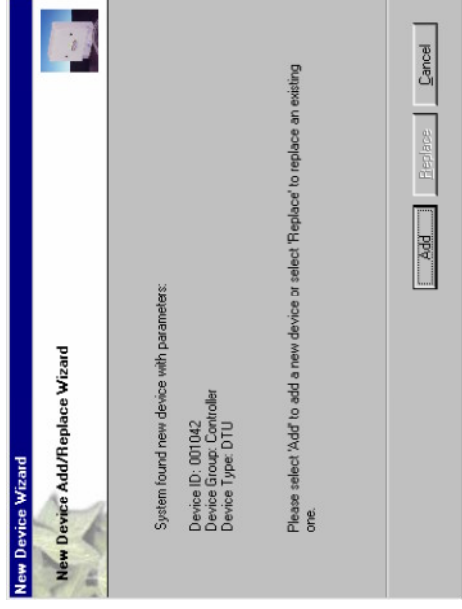 New Device Wizard
New Device Add/Replace Wizard
System found new device with parameters:
Device ID: 001042
Device Group: Controller
Device Type: DTU
Please select 'Add' to add a new device or select 'Replace' to replace an existing
one.
Add
Replace
Cancel